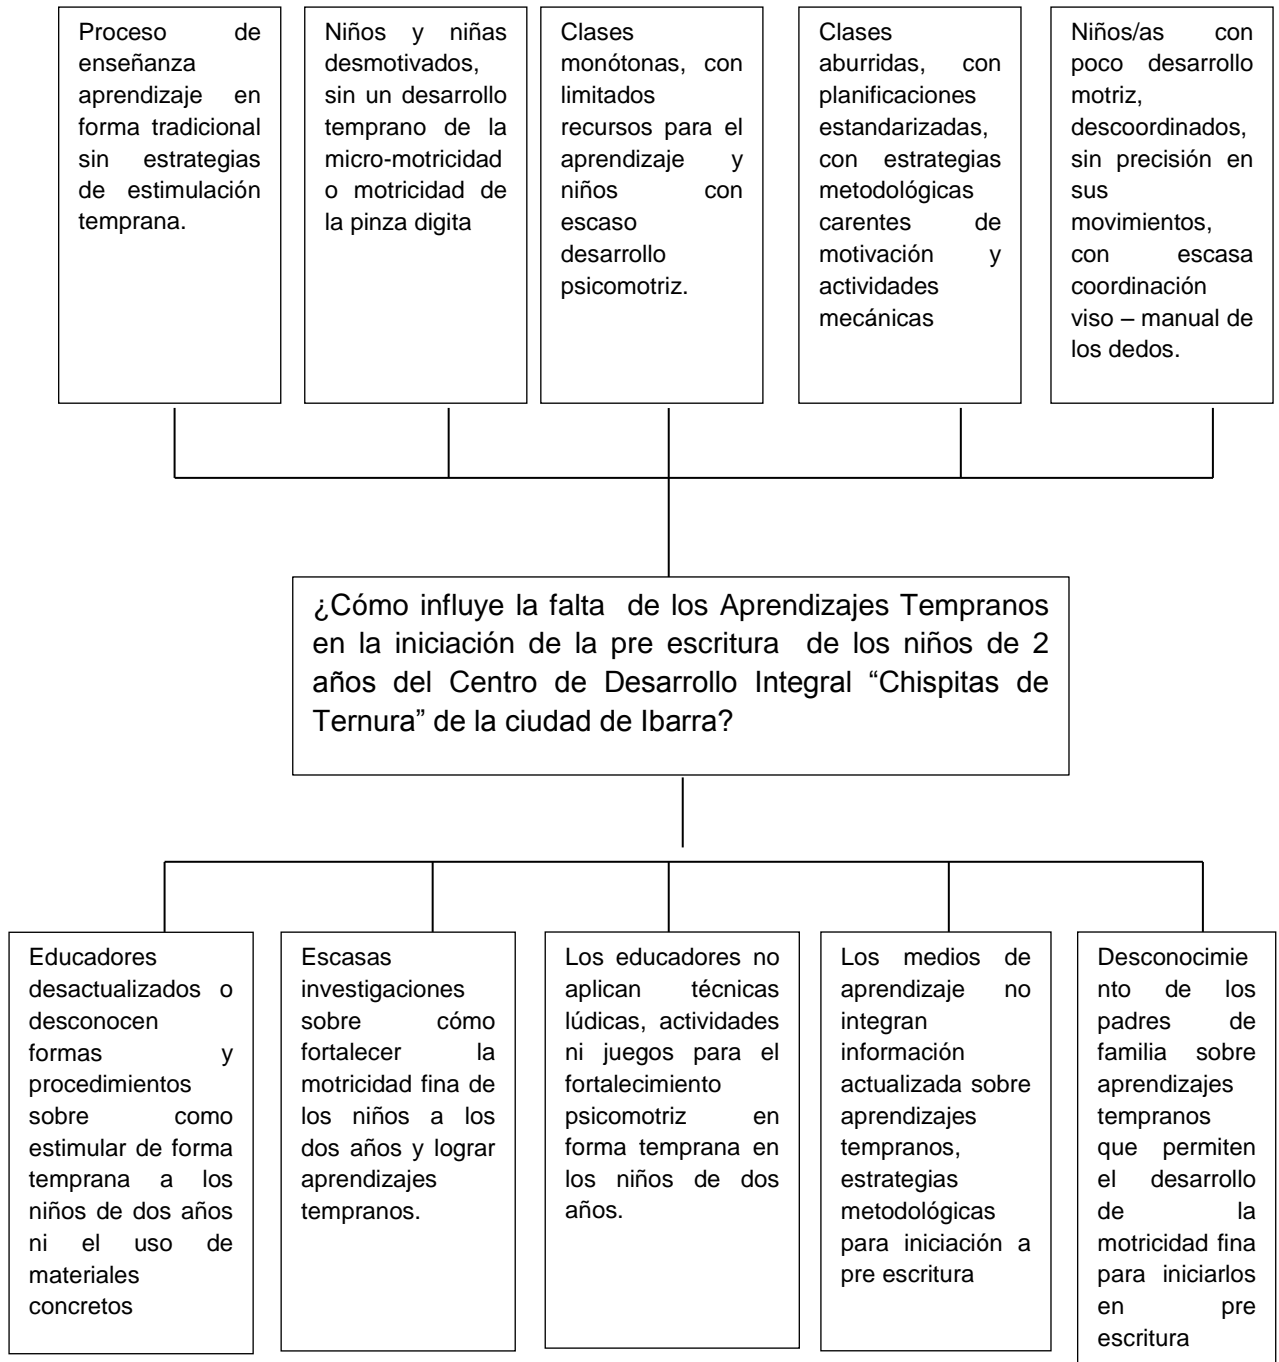 Proceso de
enseñanza
aprendizaje en
forma tradicional
sin estrategias
de estimulación
temprana.
Niños y niñas
desmotivados,
sin un desarrollo
temprano de la
micro-motricidad
o motricidad de
la pinza digita
Clases
monótonas, con
limitados
recursos para el
aprendizaje y
niños con
escaso
desarrollo
psicomotriz.
Clases
aburridas, con
planificaciones
estandarizadas,
con estrategias
metodológicas
carentes de
motivación y
actividades
mecánicas
Niños/as con
poco desarrollo
motriz,
descoordinados,
sin precisión en
sus
movimientos,
con escasa
coordinación
viso – manual de
los dedos.
¿Cómo influye la falta de los Aprendizajes Tempranos
en la iniciación de la pre escritura de los niños de 2
años del Centro de Desarrollo Integral “Chispitas de
Ternura” de la ciudad de Ibarra?
Educadores
desactualizados o
desconocen
formas y
procedimientos
sobre como
estimular de forma
temprana a los
niños de dos años
ni el uso de
materiales
concretos
Escasas
investigaciones
sobre cómo
fortalecer la
motricidad fina de
los niños a los
dos años y lograr
aprendizajes
tempranos.
Los educadores no
aplican técnicas
lúdicas, actividades
ni juegos para el
fortalecimiento
psicomotriz en
forma temprana en
los niños de dos
años.
Los medios de
aprendizaje no
integran
información
actualizada sobre
aprendizajes
tempranos,
estrategias
metodológicas
para iniciación a
pre escritura
Desconocimie
nto de los
padres de
familia sobre
aprendizajes
tempranos
que permiten
el desarrollo
de la
motricidad fina
para iniciarlos
en pre
escritura